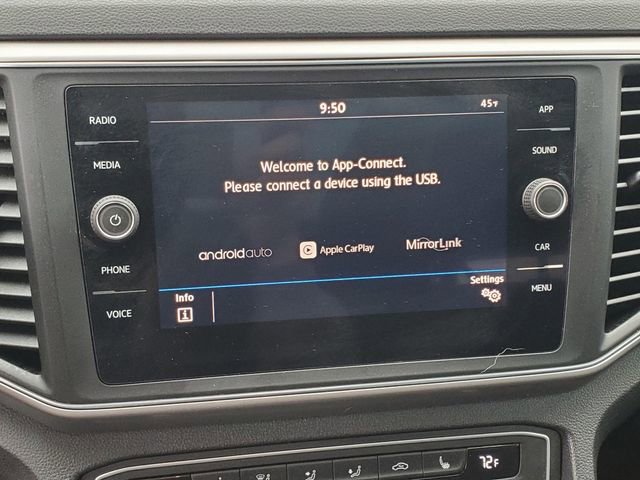 9:50 45°F
RADIO
MEDIA
PHONE
VOICE
Welcome to App-Connect.
Please connect a device using the USB.
androidauto Apple CarPlay MirrorLink
Info Settings
i
APP
SOUND
CAR
MENU
72°F